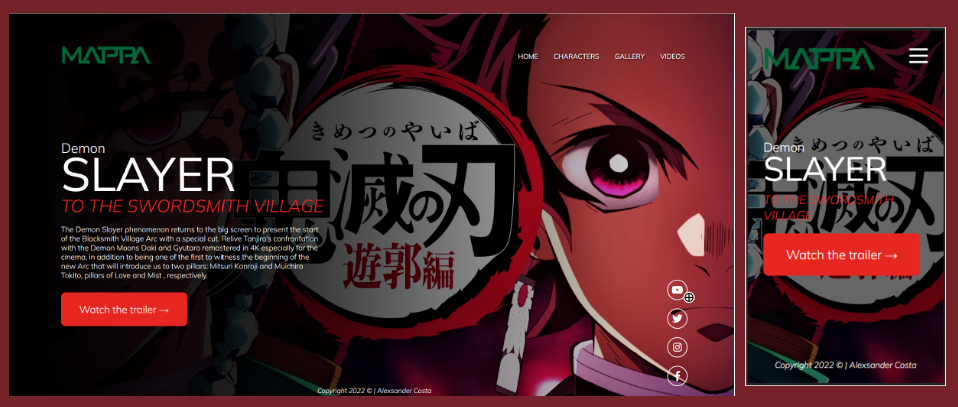 MAPPA
HOME CHARACTERS GALLERY VIDEOS
きめつのやいば
鬼滅の刃
遊郭編
Demon
SLAYER
TO THE SWORDSMITH VILLAGE
The Demon Slayer phenomenon returns to the big screen to present the start
of the Blacksmith Village Arc with a special cut. Relive Tanjiro's confrontation
with the Demon Moons Daki and Gyutaro remastered in 4K especially for the
cinema, in addition to being one of the first to witness the beginning of the
new Arc that will introduce us to two pillars: Mitsuri Kanroji and Muichiro
Tokito, pillars of Love and Mist , respectively.
Watch the trailer →
Copyright 2022 © | Alexsander Costa
MAPPA
Demon
SLAYER
TO THE SWORDSMITH
VILLAGE
Watch the trailer →
めつのやいば
滅の刃
遊郭編
Copyright 2022 © | Alexsander Costa